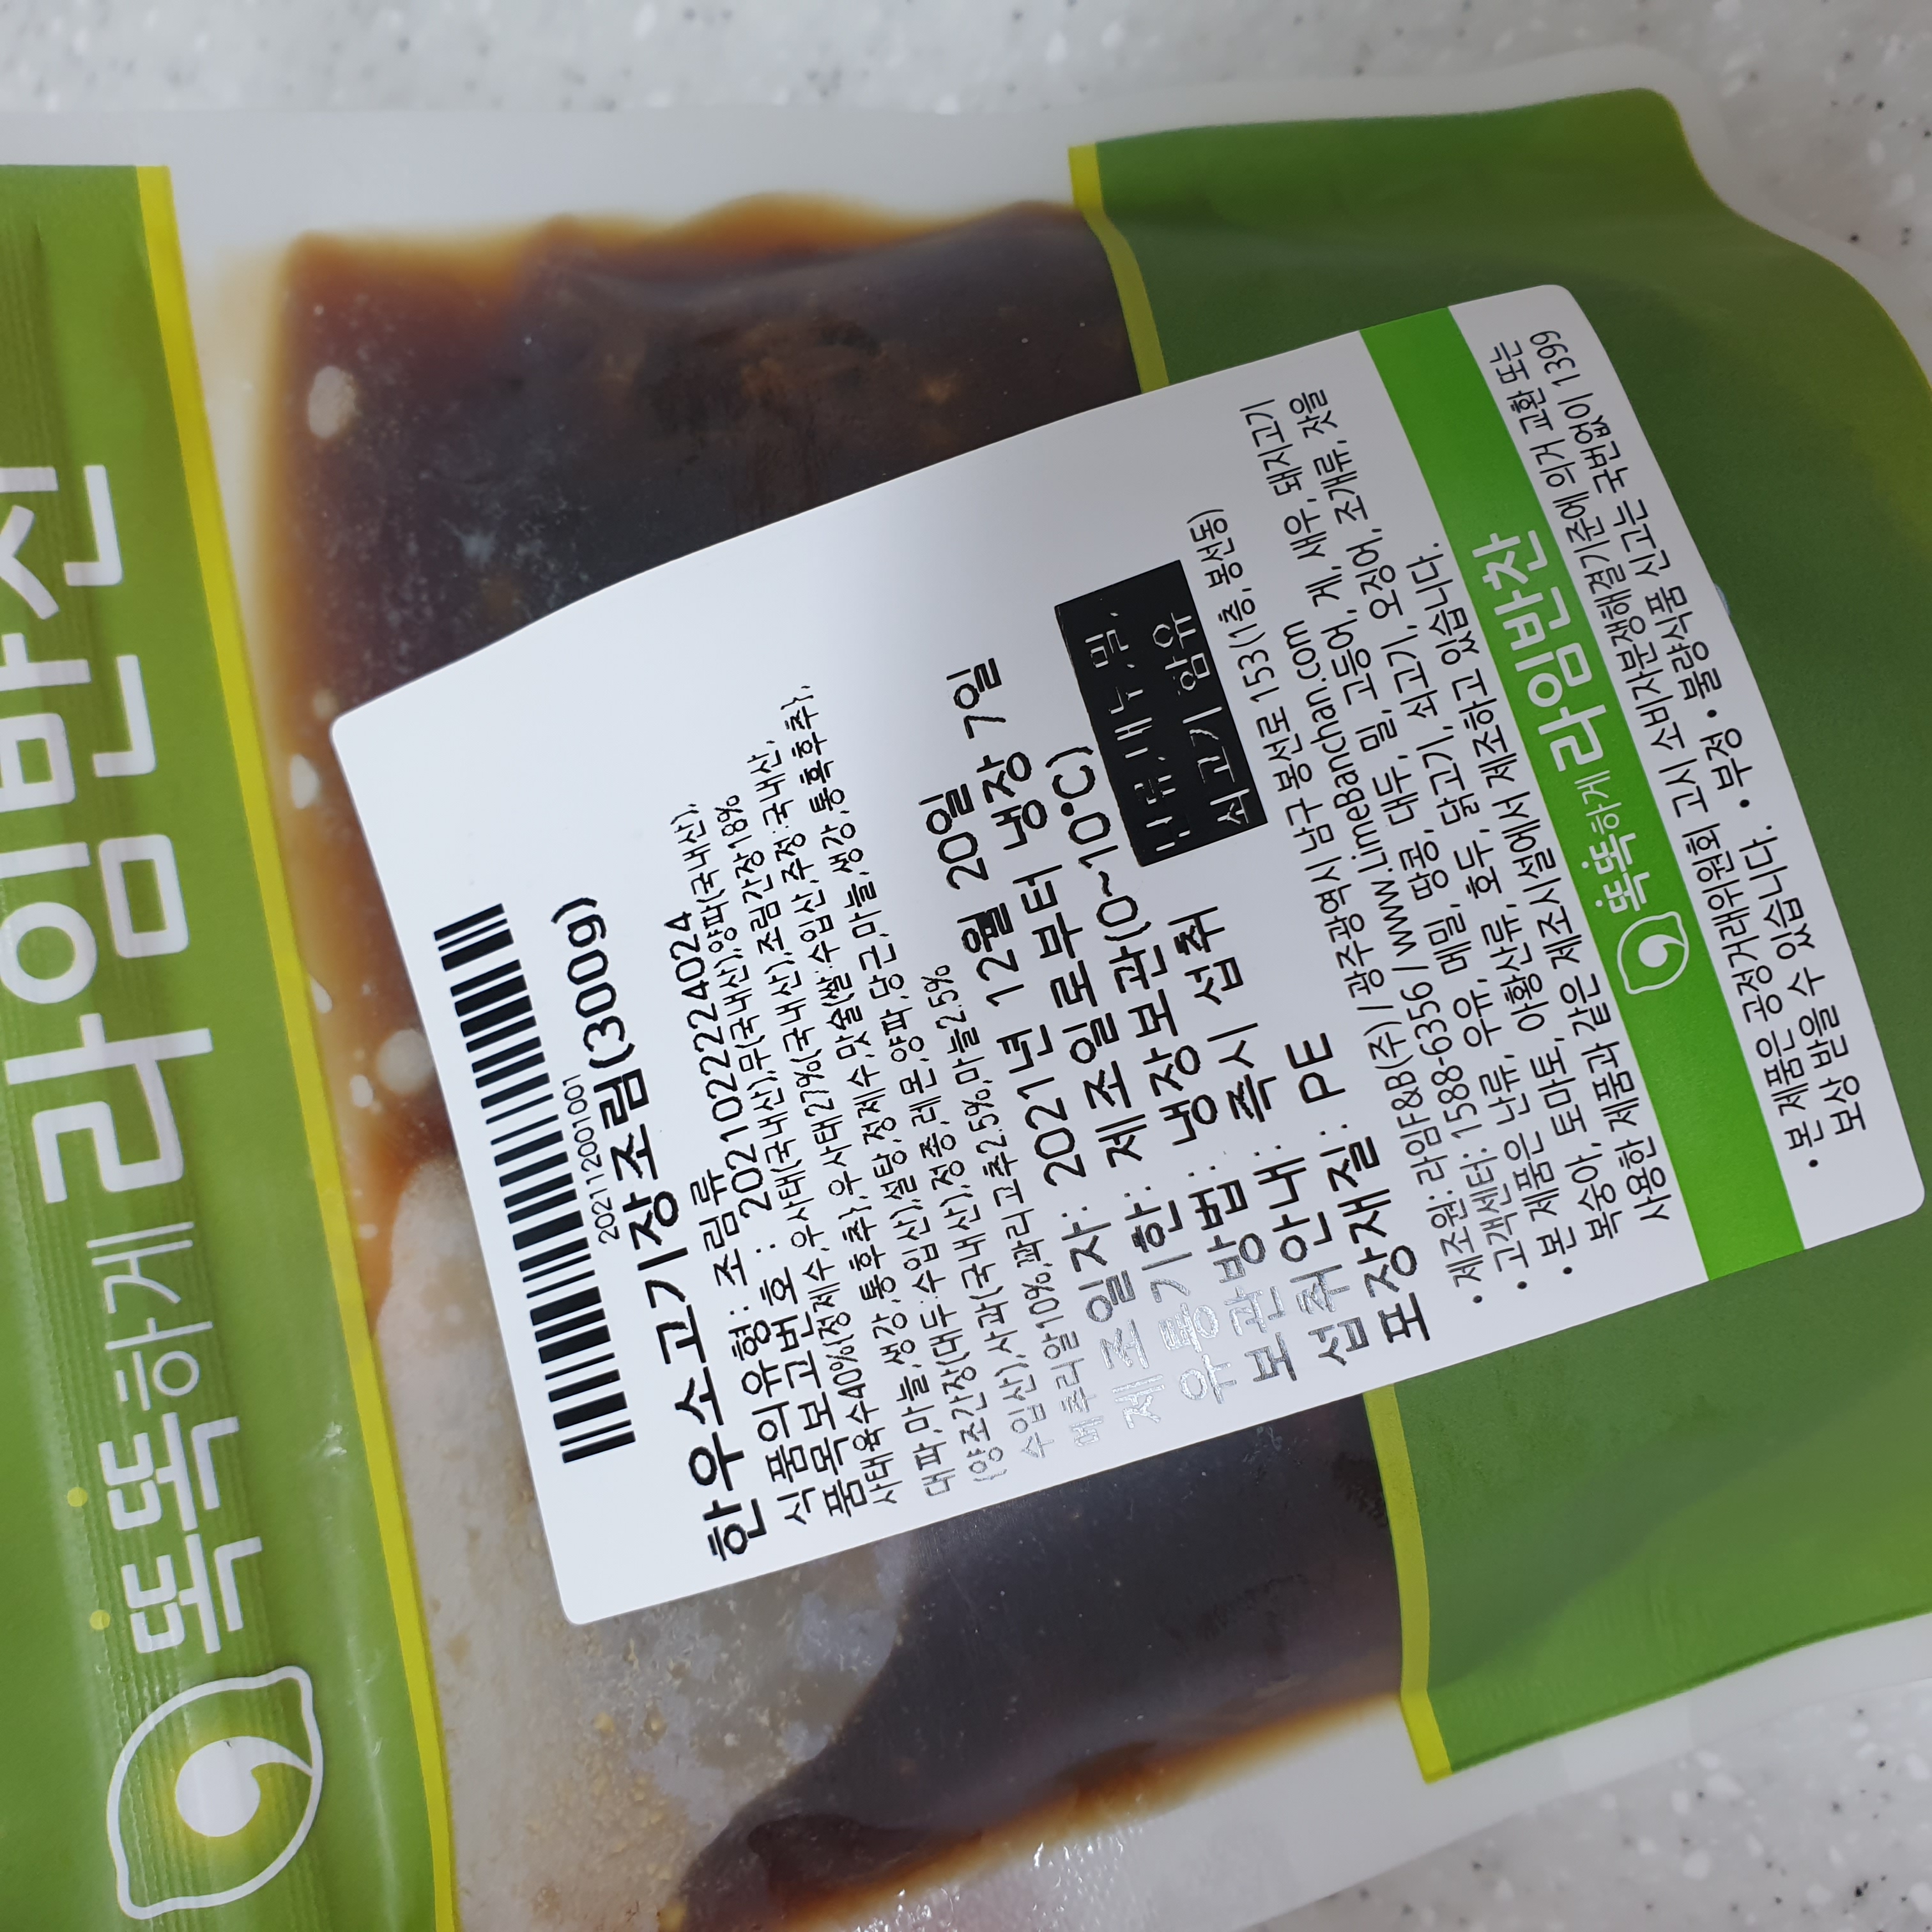 똑똑하게 라임반찬
202112001001
한우소고기장조림(300g)
식품의유형: 조림류
품목보고번호: 2021022224024
사태육수40%(정제수,우사태(국내산),무(국내산),양파(국내산),
대파,마늘,생강,통후추),우사태27%(국내산),조림간장18%
(양조간장(대두:수입산),설탕,정제수,맛술(쌀:수입산,주정:국내산,
수입산),사과(국내산),정종,레몬,양파,당근,마늘,생강,통흑후추),
메추리알10%,꽈리고추2.5%,마늘2.5%
제조일자: 2021년 12월 20일
유통기한: 제조일로부터 냉장 7일
보관방법: 냉장보관(0~10°C)
섭취안내: 즉시 섭취
포장재질: PE
난류,대두,밀,
쇠고기 함유
• 제조원: 라임F&B(주) / 광주광역시 남구 봉선로 153(1층, 봉선동)
• 고객센터: 1588-6356 / www.LimeBanchan.com
• 본 제품은 난류, 우유, 메밀, 땅콩, 대두, 밀, 고등어, 게, 새우, 돼지고기
복숭아, 토마토, 아황산류, 호두, 닭고기, 쇠고기, 오징어, 조개류, 잣을
사용한 제품과 같은 제조시설에서 제조하고 있습니다.
똑똑하게 라임반찬
• 본 제품은 공정거래위원회 고시 소비자분쟁해결기준에 의거 교환 또는
보상 받을 수 있습니다. • 부정 • 불량식품 신고는 국번없이 1399